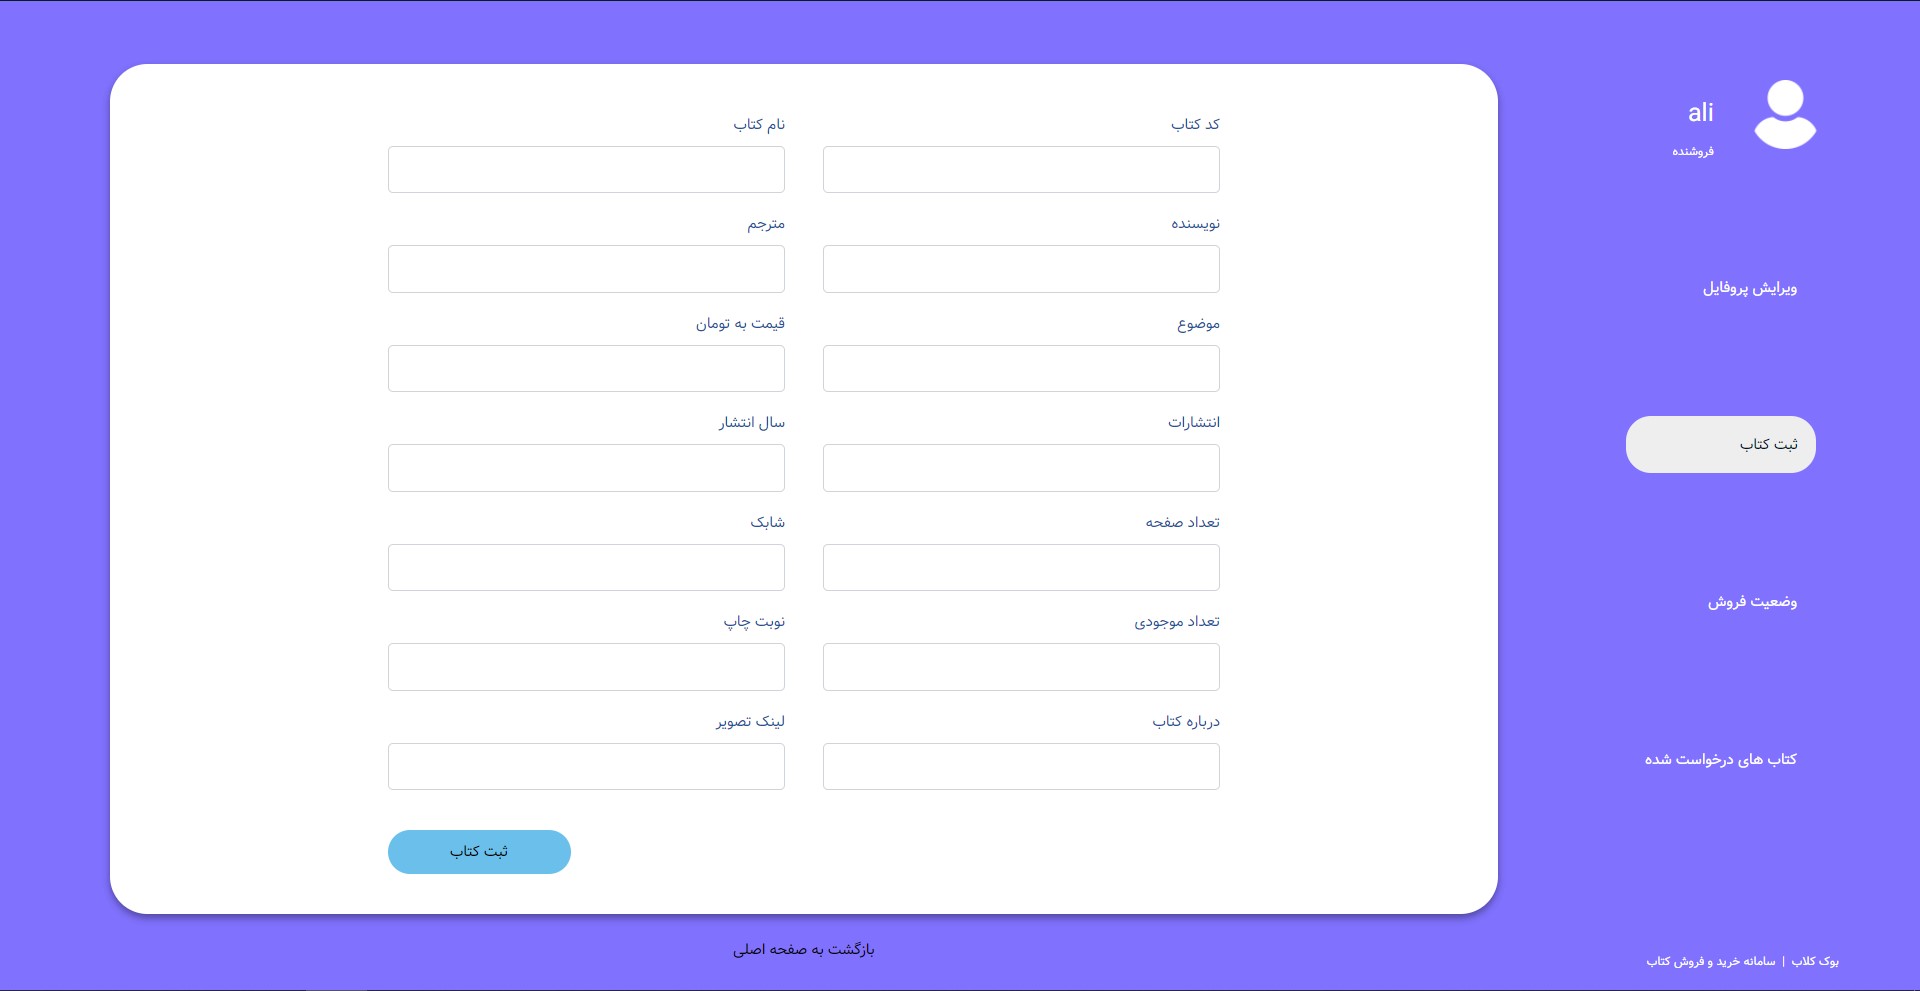 ali
فروشنده
ویرایش پروفایل
ثبت کتاب
وضعیت فروش
کتاب های درخواست شده
بوک کلاب | سامانه خرید و فروش کتاب
کد کتاب
نام کتاب
نویسنده
مترجم
موضوع
قیمت به تومان
انتشارات
سال انتشار
تعداد صفحه
شابک
تعداد موجودی
نوبت چاپ
درباره کتاب
لینک تصویر
ثبت کتاب
بازگشت به صفحه اصلی